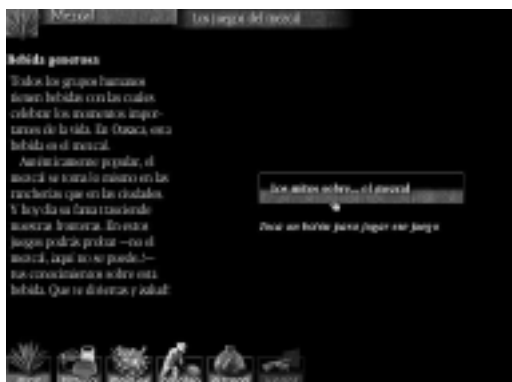 Mezcal
Los juegos del mezcal
Bebida generosa
Todos los grupos humanos
tienen bebidas con las cuales
celebrar los momentos impor-
tantes de la vida. En Oaxaca, esta
bebida es el mezcal.
Auténticamente popular, el
mezcal se toma lo mismo en las
rancherías que en las ciudades.
Y hoy día su fama trasciende
nuestras fronteras. En estos
juegos podrás probar —no el
mezcal, ¡aquí no se puede!—
tus conocimientos sobre esta
bebida. Que te diviertas y ¡salud!
Los mitos sobre... el mezcal
Toca un botón para jugar ese juego